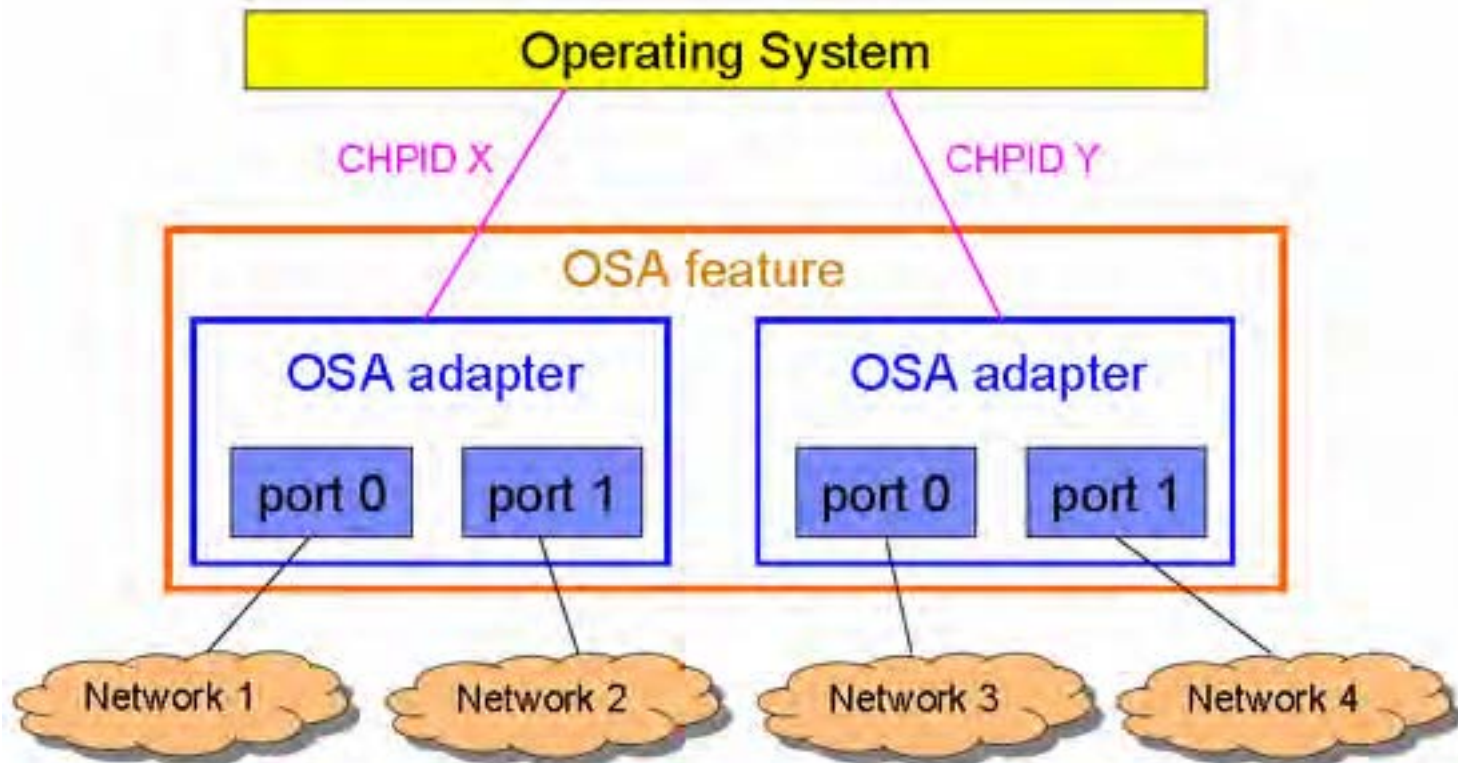 Operating System
CHPID X
CHPID Y
OSA feature
OSA adapter
OSA adapter
port 0
port 1
port 0
port 1
Network 1
Network 2
Network 3
Network 4